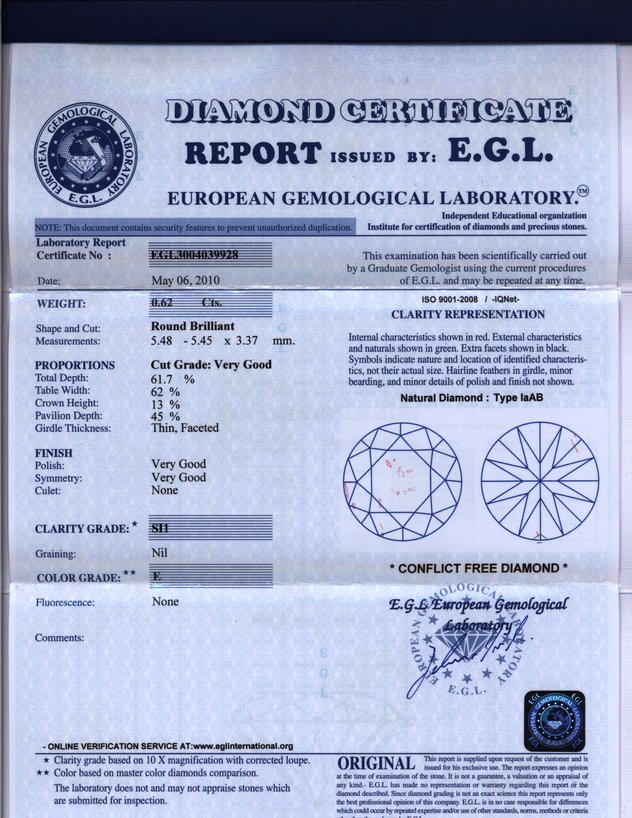 EUROPEAN GEMOLOGICAL LABORATORY
E.G.L.
DIAMOND CERTIFICATE
REPORT ISSUED BY: E.G.L.
EUROPEAN GEMOLOGICAL LABORATORY.™
Independent Educational organization
Institute for certification of diamonds and precious stones.
NOTE: This document contains security features to prevent unauthorized duplication.
Laboratory Report
Certificate No : EGL3004039928
Date: May 06, 2010
This examination has been scientifically carried out
by a Graduate Gemologist using the current procedures
of E.G.L. and may be repeated at any time.
WEIGHT: 0.62 Cts.
Shape and Cut: Round Brilliant
Measurements: 5.48 - 5.45 x 3.37 mm.
PROPORTIONS Cut Grade: Very Good
Total Depth: 61.7 %
Table Width: 62 %
Crown Height: 13 %
Pavilion Depth: 45 %
Girdle Thickness: Thin, Faceted
FINISH
Polish: Very Good
Symmetry: Very Good
Culet: None
CLARITY GRADE: * SI1
Graining: Nil
COLOR GRADE: ** E
Fluorescence: None
Comments:
ISO 9001-2008 / -IQNet-
CLARITY REPRESENTATION
Internal characteristics shown in red. External characteristics
and naturals shown in green. Extra facets shown in black.
Symbols indicate nature and location of identified characteris-
tics, not their actual size. Hairline feathers in girdle, minor
bearding, and minor details of polish and finish not shown.
Natural Diamond : Type IaAB
* CONFLICT FREE DIAMOND *
E.G.L European Gemological
Laboratory
EUROPEAN GEMOLOGICAL LABORATORY
E.G.L.
EGL EGL
EGL EGL
- ONLINE VERIFICATION SERVICE AT:www.eglinternational.org
* Clarity grade based on 10 X magnification with corrected loupe.
** Color based on master color diamonds comparison.
The laboratory does not and may not appraise stones which
are submitted for inspection.
ORIGINAL This report is supplied upon request of the customer and is
issued for his exclusive use. The report expresses an opinion
at the time of examination of the stone. It is not a guarantee, a valuation or an appraisal of
any kind.- E.G.L. has made no representation or warranty regarding this report or the
diamond described. Since diamond grading is not an exact science this report represents only
the best professional opinion of this company. E.G.L. is in no case responsible for differences
which could occur by repeated expertise and/or use of other standards, norms, methods or criteria